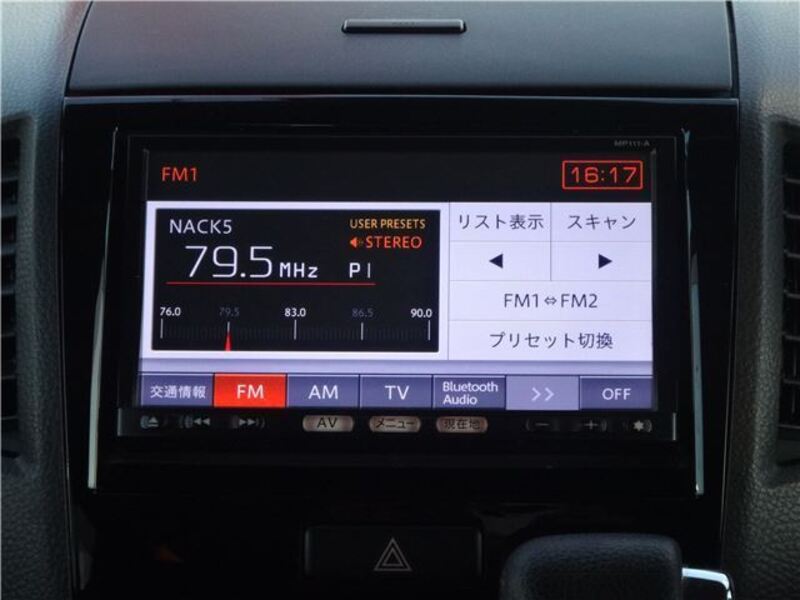 MP111-A
FM1
16:17
NACK5
USER PRESETS
STEREO
79.5 MHz P1
76.0 79.5 83.0 86.5 90.0
リスト表示 スキャン
◀ ▶
FM1⇔FM2
プリセット切換
交通情報 FM AM TV Bluetooth Audio >> OFF
AV メニュー 現在地 − +